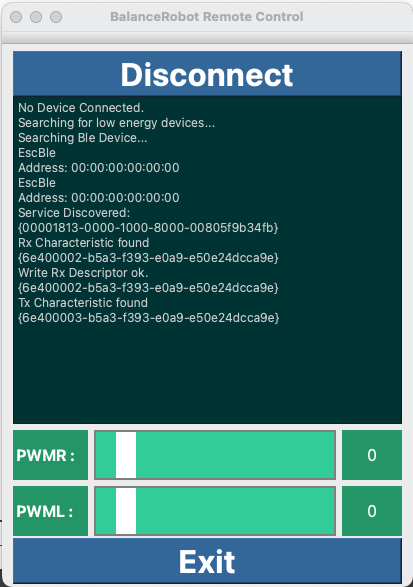 BalanceRobot Remote Control
Disconnect
No Device Connected.
Searching for low energy devices...
Searching Ble Device...
EscBle
Address: 00:00:00:00:00:00
EscBle
Address: 00:00:00:00:00:00
Service Discovered:
{00001813-0000-1000-8000-00805f9b34fb}
Rx Characteristic found
{6e400002-b5a3-f393-e0a9-e50e24dcca9e}
Write Rx Descriptor ok.
{6e400002-b5a3-f393-e0a9-e50e24dcca9e}
Tx Characteristic found
{6e400003-b5a3-f393-e0a9-e50e24dcca9e}
PWMR : 0
PWML : 0
Exit